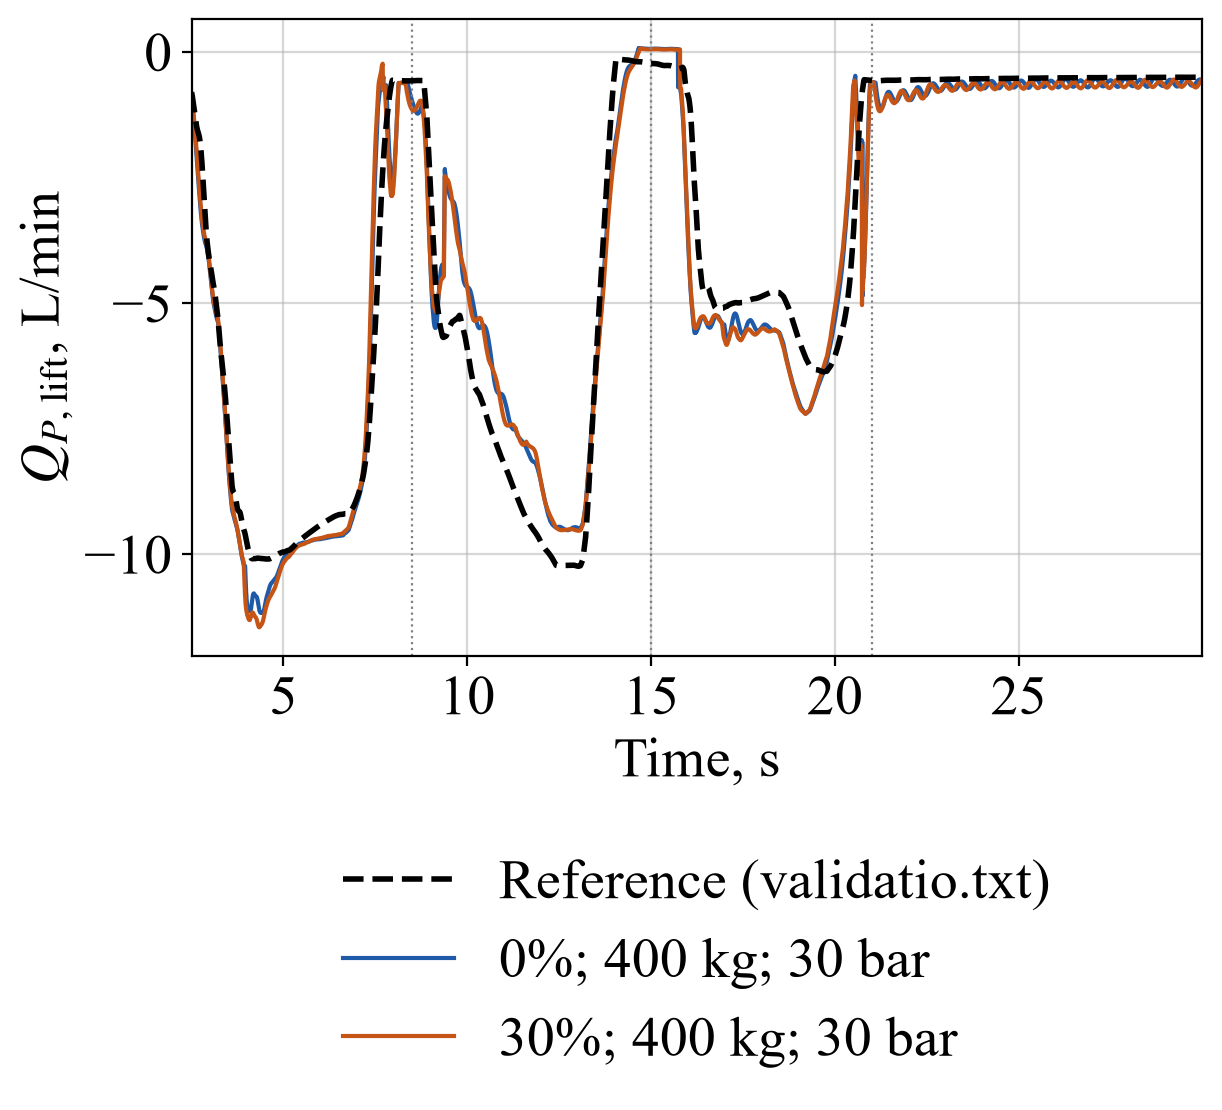 0
−5
−10
Q_P, lift, L/min
5 10 15 20 25
Time, s
Reference (validatio.txt)
0%; 400 kg; 30 bar
30%; 400 kg; 30 bar